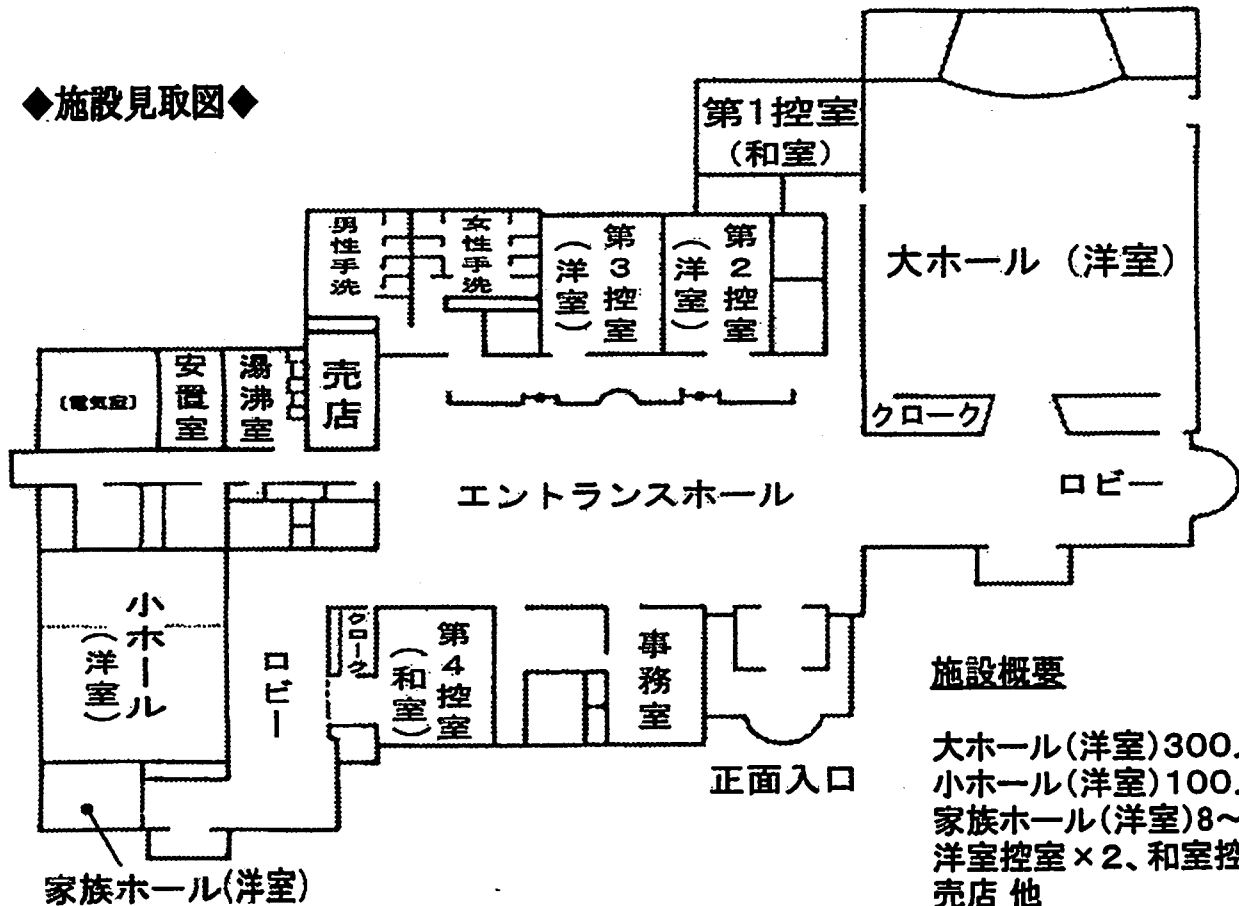 ◆施設見取図◆
第1控室
(和室)
大ホール (洋室)
男性手洗
女性手洗
第3控室
(洋室)
第2控室
(洋室)
[電気室]
安置室
湯沸室
売店
クローク
エントランスホール
ロビー
小ホール
(洋室)
ロビー
クローク
第4控室
(和室)
事務室
正面入口
家族ホール(洋室)
施設概要
大ホール(洋室)300
小ホール(洋室)100
家族ホール(洋室)8～
洋室控室×2、和室控
売店 他